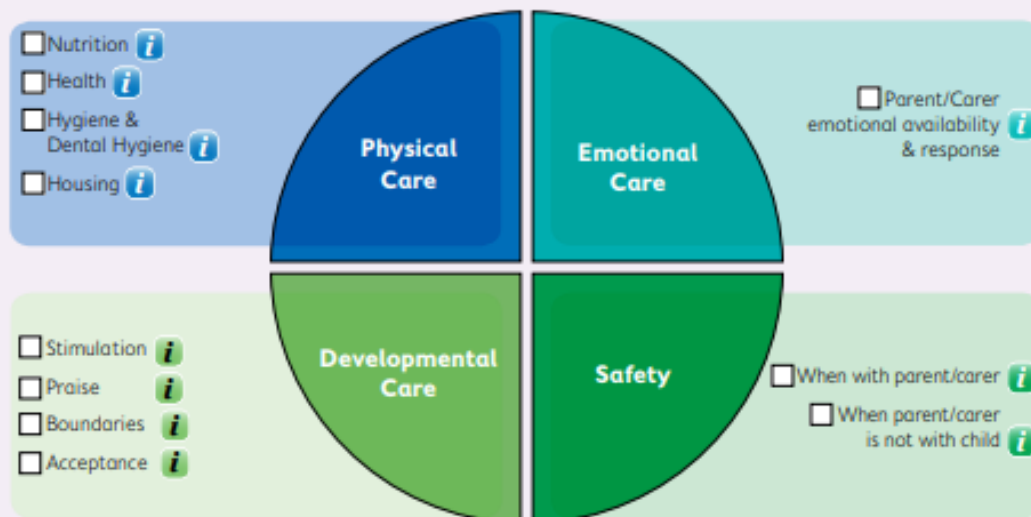 Nutrition i
Health i
Hygiene &
Dental Hygiene i
Housing i
Physical
Care
Emotional
Care
Parent/Carer
emotional availability i
& response
Stimulation i
Praise i
Boundaries i
Acceptance i
Developmental
Care
Safety
When with parent/carer i
When parent/carer
is not with child i